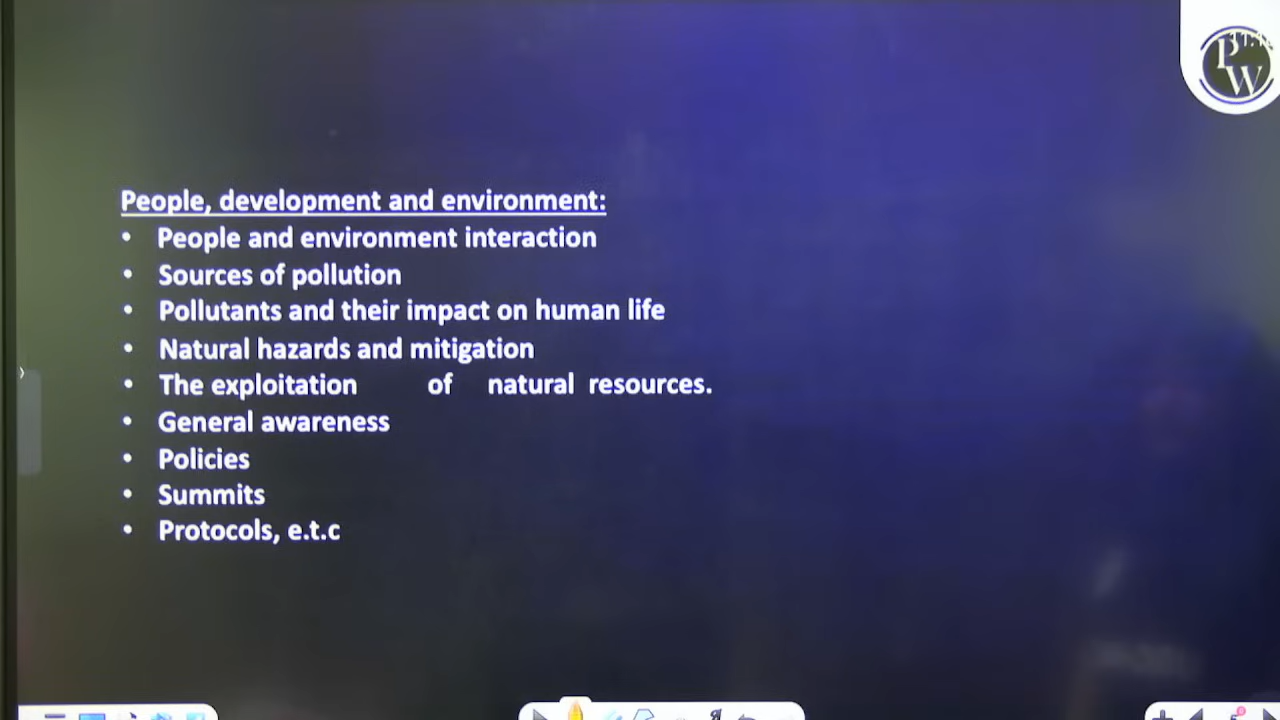 PW
People, development and environment:
• People and environment interaction
• Sources of pollution
• Pollutants and their impact on human life
• Natural hazards and mitigation
• The exploitation of natural resources.
• General awareness
• Policies
• Summits
• Protocols, e.t.c